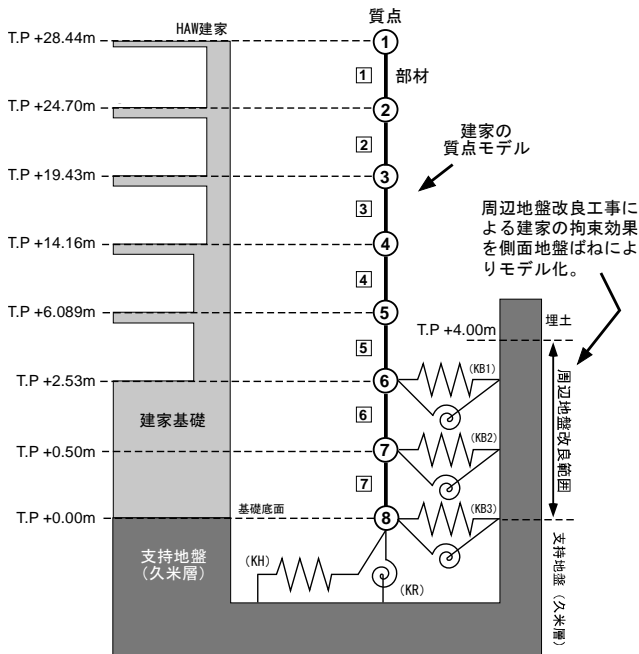 HAW建家
質点
T.P +28.44m
1
1
部材
T.P +24.70m
2
2
建家の
質点モデル
T.P +19.43m
3
3
周辺地盤改良工事に
よる建家の拘束効果
を側面地盤ばねによ
りモデル化。
T.P +14.16m
4
4
T.P +6.089m
5
T.P +4.00m
埋土
5
T.P +2.53m
6
(KB1)
周辺地盤改良範囲
建家基礎
6
T.P +0.50m
7
(KB2)
7
T.P +0.00m
基礎底面
8
(KB3)
支持地盤
(久米層)
(KH)
(KR)
支持地盤(久米層)